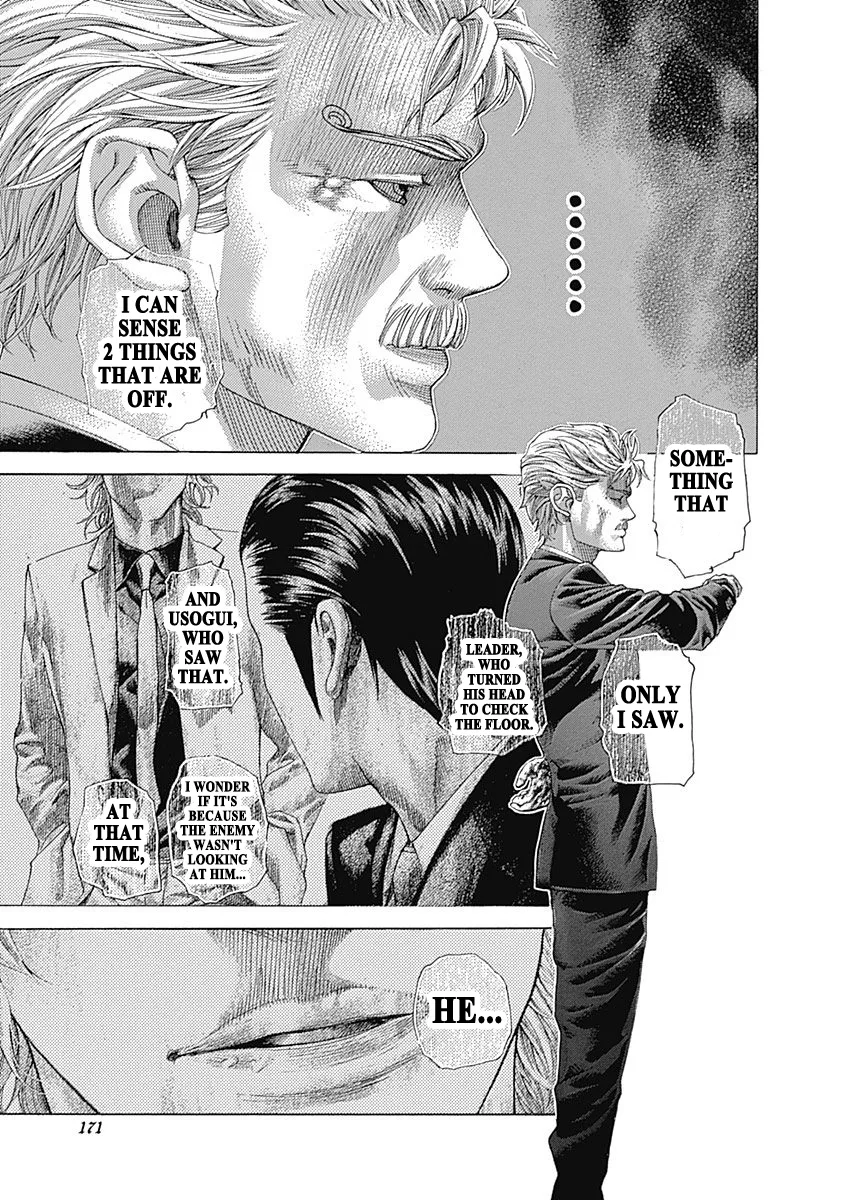 I CAN
SENSE
2 THINGS
THAT ARE
OFF.
SOME-
THING
THAT
ONLY
I SAW.
LEADER,
WHO
TURNED
HIS HEAD
TO CHECK
THE FLOOR.
AND
USOGUI,
WHO
SAW
THAT.
I WONDER
IF IT'S
BECAUSE
THE ENEMY
WASN'T
LOOKING
AT HIM...
AT
THAT
TIME,
HE...
171